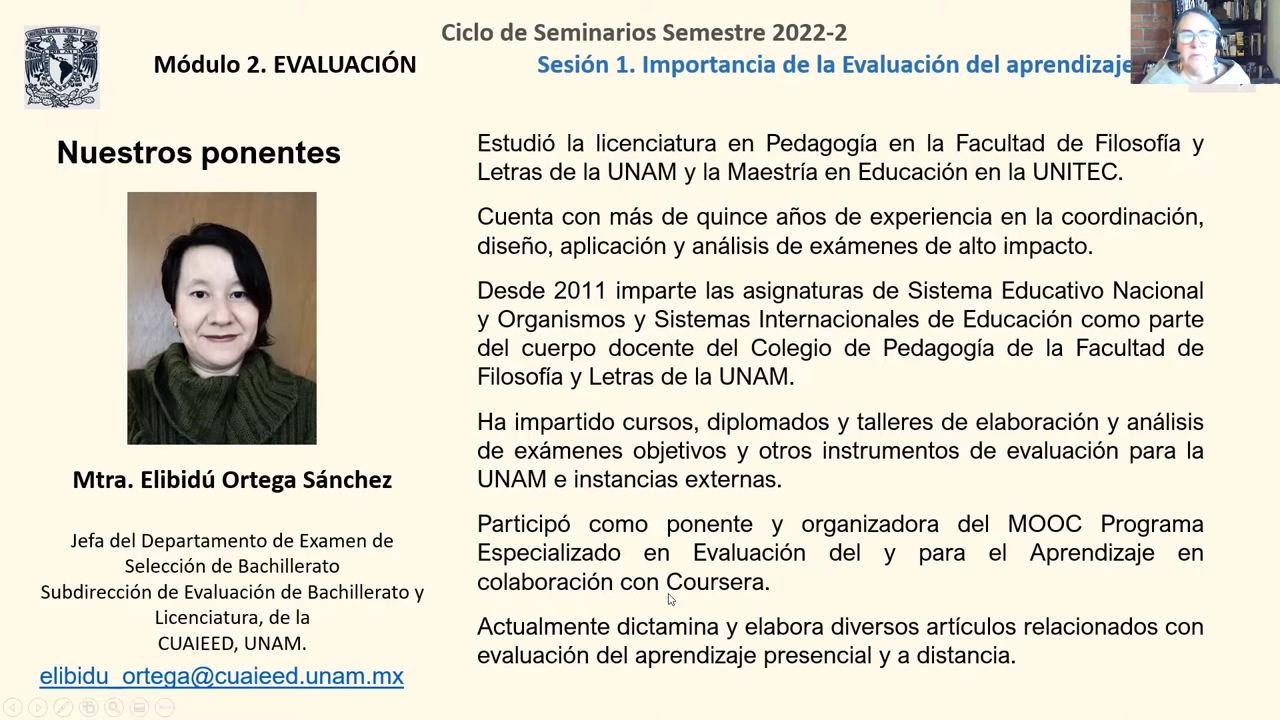 Ciclo de Seminarios Semestre 2022-2
Módulo 2. EVALUACIÓN
Sesión 1. Importancia de la Evaluación del aprendizaje
Nuestros ponentes
Mtra. Elibidú Ortega Sánchez
Jefa del Departamento de Examen de
Selección de Bachillerato
Subdirección de Evaluación de Bachillerato y
Licenciatura, de la
CUAIEED, UNAM.
elibidu_ortega@cuaieed.unam.mx
Estudió la licenciatura en Pedagogía en la Facultad de Filosofía y
Letras de la UNAM y la Maestría en Educación en la UNITEC.
Cuenta con más de quince años de experiencia en la coordinación,
diseño, aplicación y análisis de exámenes de alto impacto.
Desde 2011 imparte las asignaturas de Sistema Educativo Nacional
y Organismos y Sistemas Internacionales de Educación como parte
del cuerpo docente del Colegio de Pedagogía de la Facultad de
Filosofía y Letras de la UNAM.
Ha impartido cursos, diplomados y talleres de elaboración y análisis
de exámenes objetivos y otros instrumentos de evaluación para la
UNAM e instancias externas.
Participó como ponente y organizadora del MOOC Programa
Especializado en Evaluación del y para el Aprendizaje en
colaboración con Coursera.
Actualmente dictamina y elabora diversos artículos relacionados con
evaluación del aprendizaje presencial y a distancia.